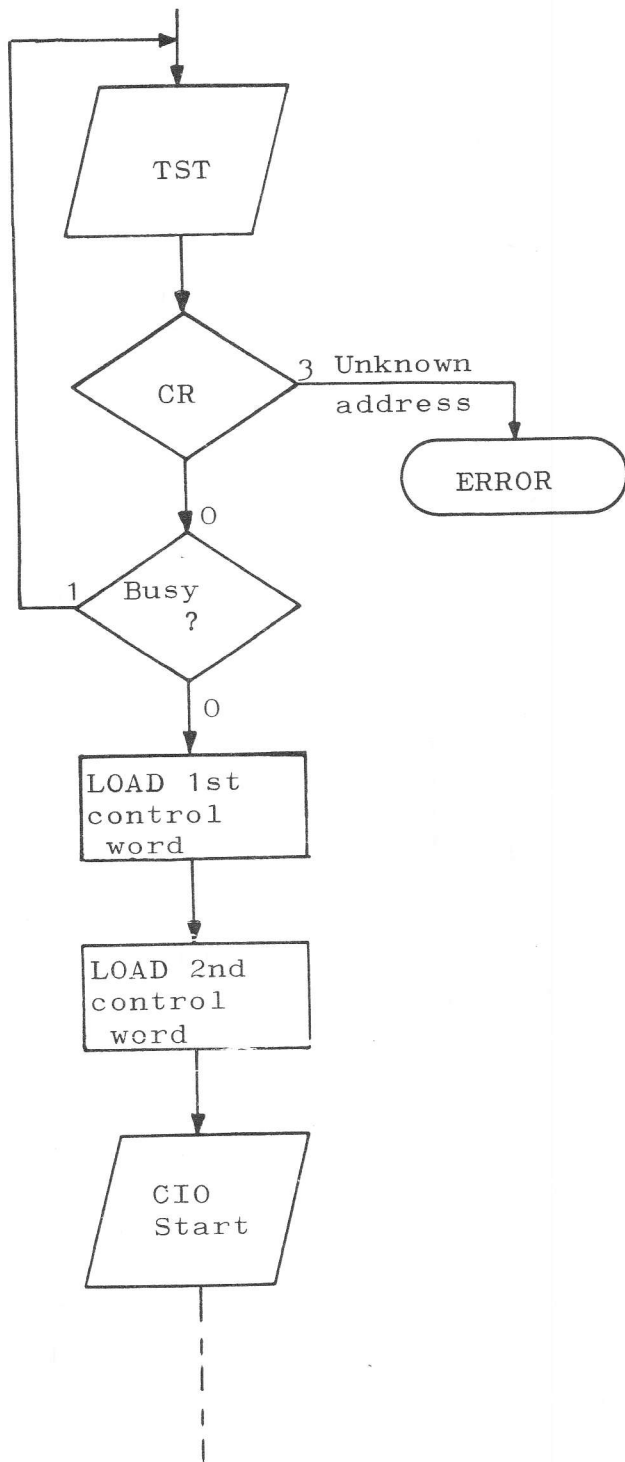 TST
CR
3 Unknown
address
ERROR
0
1
Busy
?
0
LOAD 1st
control
word
LOAD 2nd
control
word
CIO
Start